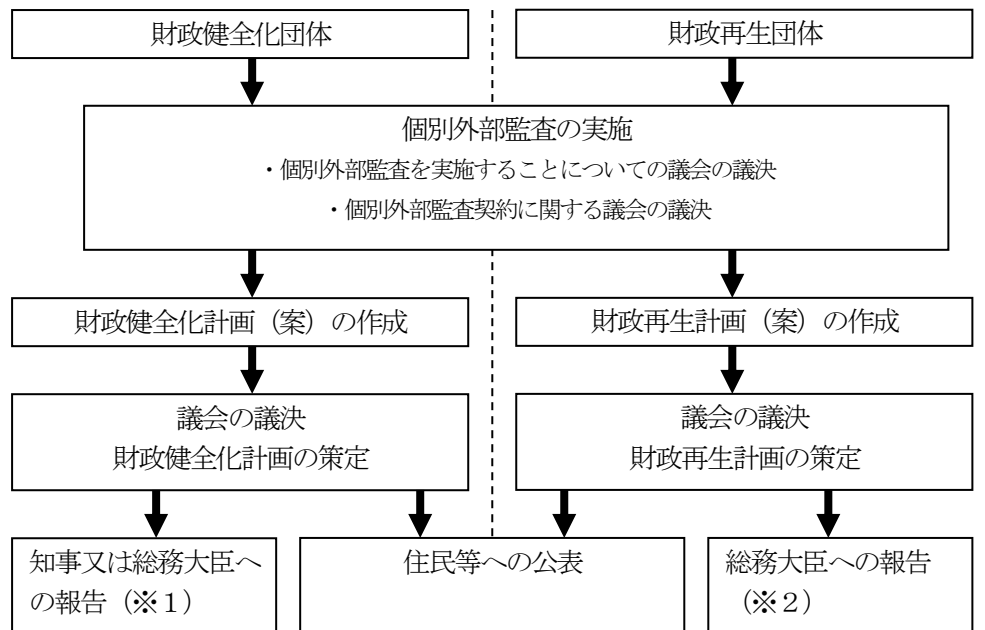 財政健全化団体
財政再生団体
個別外部監査の実施
・個別外部監査を実施することについての議会の議決
・個別外部監査契約に関する議会の議決
財政健全化計画（案）の作成
財政再生計画（案）の作成
議会の議決
財政健全化計画の策定
議会の議決
財政再生計画の策定
知事又は総務大臣へ
の報告（※１）
住民等への公表
総務大臣への報告
（※２）